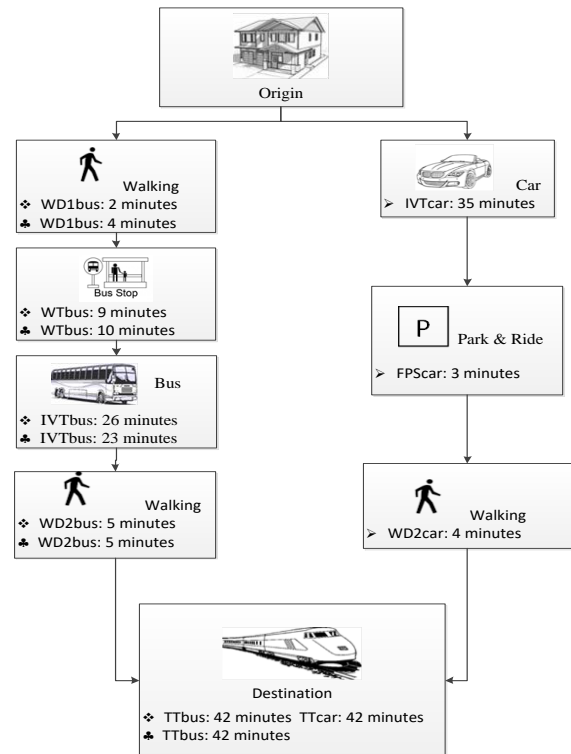 Origin
Walking
❖ WD1bus: 2 minutes
♣ WD1bus: 4 minutes
Bus Stop
❖ WTbus: 9 minutes
♣ WTbus: 10 minutes
Bus
❖ IVTbus: 26 minutes
♣ IVTbus: 23 minutes
Walking
❖ WD2bus: 5 minutes
♣ WD2bus: 5 minutes
Car
➢ IVTcar: 35 minutes
P
Park & Ride
➢ FPScar: 3 minutes
Walking
➢ WD2car: 4 minutes
Destination
❖ TTbus: 42 minutes TTcar: 42 minutes
♣ TTbus: 42 minutes